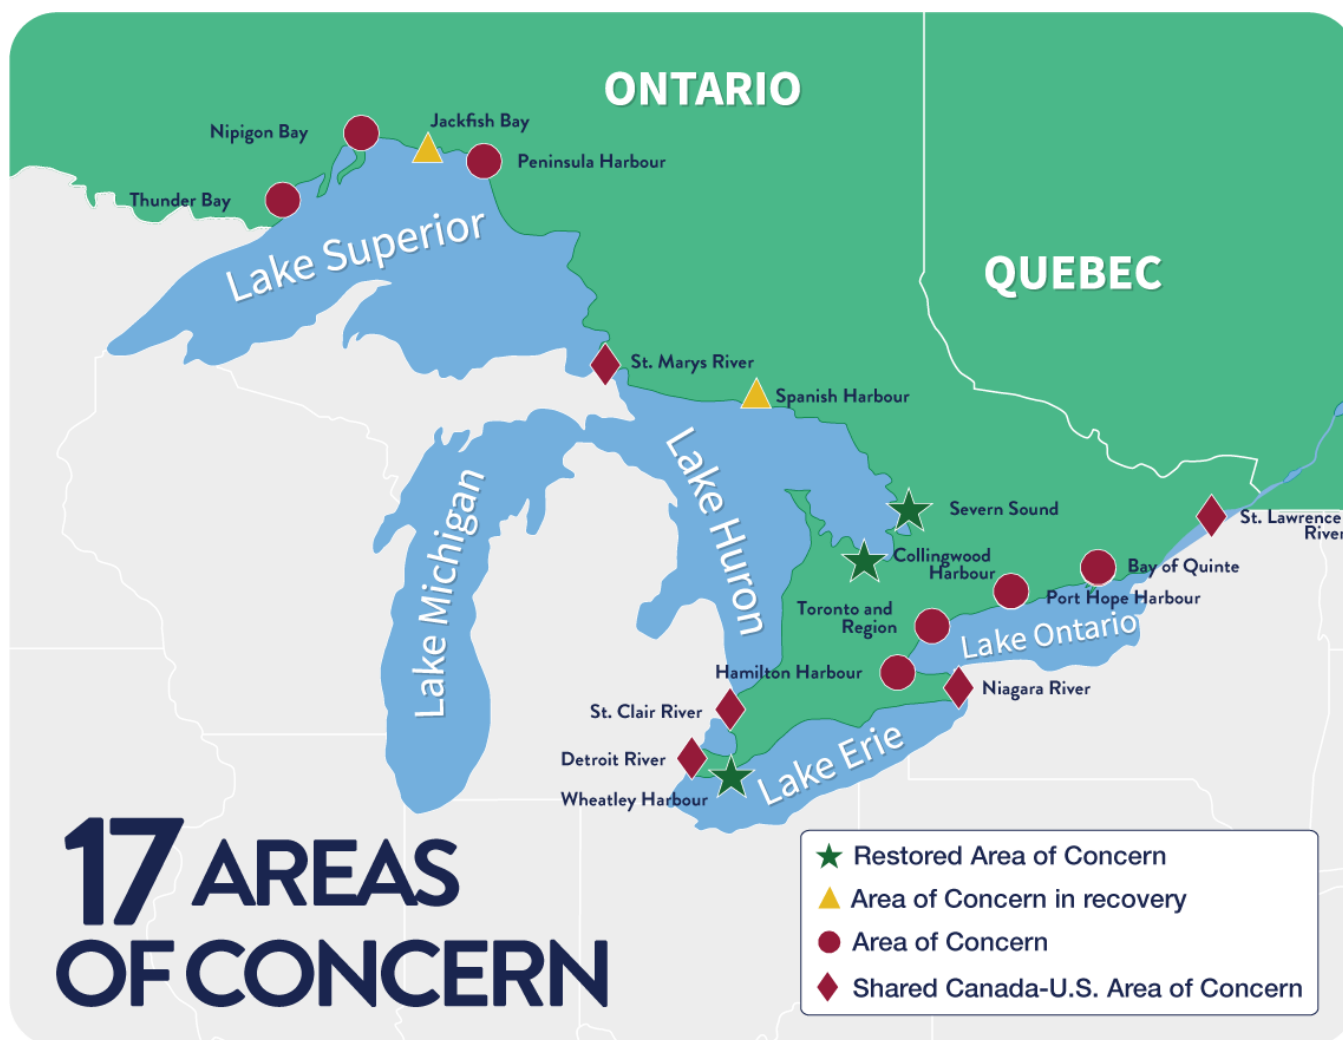 ONTARIO
Jackfish Bay
Nipigon Bay
Peninsula Harbour
Thunder Bay
Lake Superior
QUEBEC
St. Marys River
Spanish Harbour
Lake Huron
Lake Michigan
Severn Sound
St. Lawrence
River
Collingwood
Harbour
Bay of Quinte
Port Hope Harbour
Toronto and
Region
Lake Ontario
Hamilton Harbour
Niagara River
St. Clair River
Detroit River
Lake Erie
Wheatley Harbour
17 AREAS
OF CONCERN
Restored Area of Concern
Area of Concern in recovery
Area of Concern
Shared Canada-U.S. Area of Concern